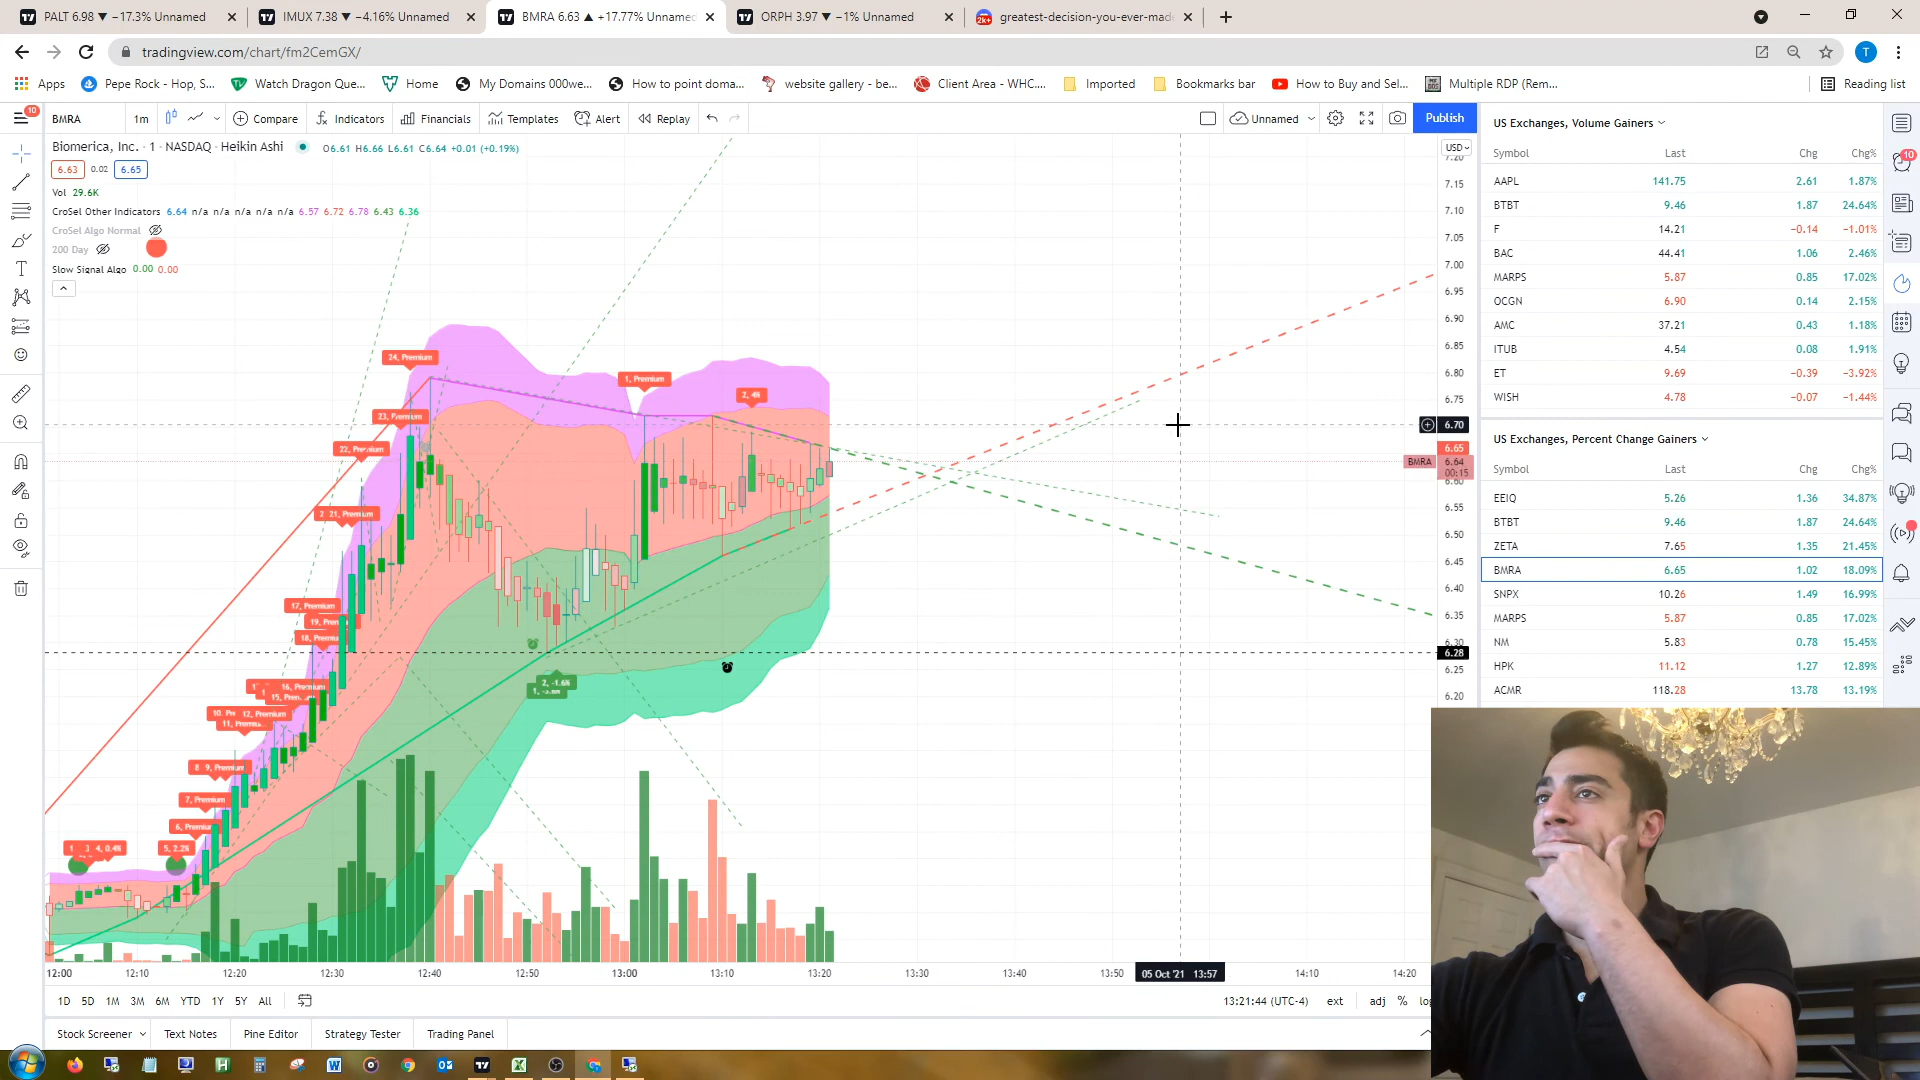 PALT 6.98 ▼ −17.3% Unnamed
IMUX 7.38 ▼ −4.16% Unnamed
BMRA 6.63 ▲ +17.77% Unnamed
ORPH 3.97 ▼ −1% Unnamed
greatest-decision-you-ever-mad
tradingview.com/chart/fm2CemGX/
T
Apps
Pepe Rock - Hop, S...
Watch Dragon Que...
Home
My Domains 000we...
How to point doma...
website gallery - be...
Client Area - WHC....
Imported
Bookmarks bar
How to Buy and Sel...
Multiple RDP (Rem...
Reading list
10
BMRA
1m
Compare
Indicators
Financials
Templates
Alert
Replay
Unnamed
Publish
Biomerica, Inc. · 1 · NASDAQ · Heikin Ashi
O6.61 H6.66 L6.61 C6.64 +0.01 (+0.19%)
6.63 0.02 6.65
Vol 29.6K
CroSel Other Indicators 6.64 n/a n/a n/a n/a n/a 6.57 6.72 6.78 6.43 6.36
CroSel Algo Normal
200 Day
Slow Signal Algo 0.00 0.00
USD
7.20
7.15
7.10
7.05
7.00
6.95
6.90
6.85
6.80
6.75
6.70
6.65
BMRA 6.64
00:15
6.60
6.55
6.50
6.45
6.40
6.35
6.30
6.28
6.25
6.20
24, Premium
1, Premium
2, 4%
23, Premium
22, Premium
2 21, Premium
17, Premium
19, Prem
18, Premiu
16, Premium
15, Prem
12, Premium
11, Premiu
8 9, Premium
7, Premium
6, Premium
5, 2.2%
4, 0.4%
2, -1.6%
12:00
12:10
12:20
12:30
12:40
12:50
13:00
13:10
13:20
13:30
13:40
13:50
05 Oct '21 13:57
14:10
14:20
1D 5D 1M 3M 6M YTD 1Y 5Y All
13:21:44 (UTC-4) ext adj % log
Stock Screener
Text Notes
Pine Editor
Strategy Tester
Trading Panel
US Exchanges, Volume Gainers
Symbol Last Chg Chg%
AAPL 141.75 2.61 1.87%
BTBT 9.46 1.87 24.64%
F 14.21 −0.14 −1.01%
BAC 44.41 1.06 2.46%
MARPS 5.87 0.85 17.02%
OCGN 6.90 0.14 2.15%
AMC 37.21 0.43 1.18%
ITUB 4.54 0.08 1.91%
ET 9.69 −0.39 −3.92%
WISH 4.78 −0.07 −1.44%
US Exchanges, Percent Change Gainers
Symbol Last Chg Chg%
EEIQ 5.26 1.36 34.87%
BTBT 9.46 1.87 24.64%
ZETA 7.65 1.35 21.45%
BMRA 6.65 1.02 18.09%
SNPX 10.26 1.49 16.99%
MARPS 5.87 0.85 17.02%
NM 5.83 0.78 15.45%
HPK 11.12 1.27 12.89%
ACMR 118.28 13.78 13.19%
10